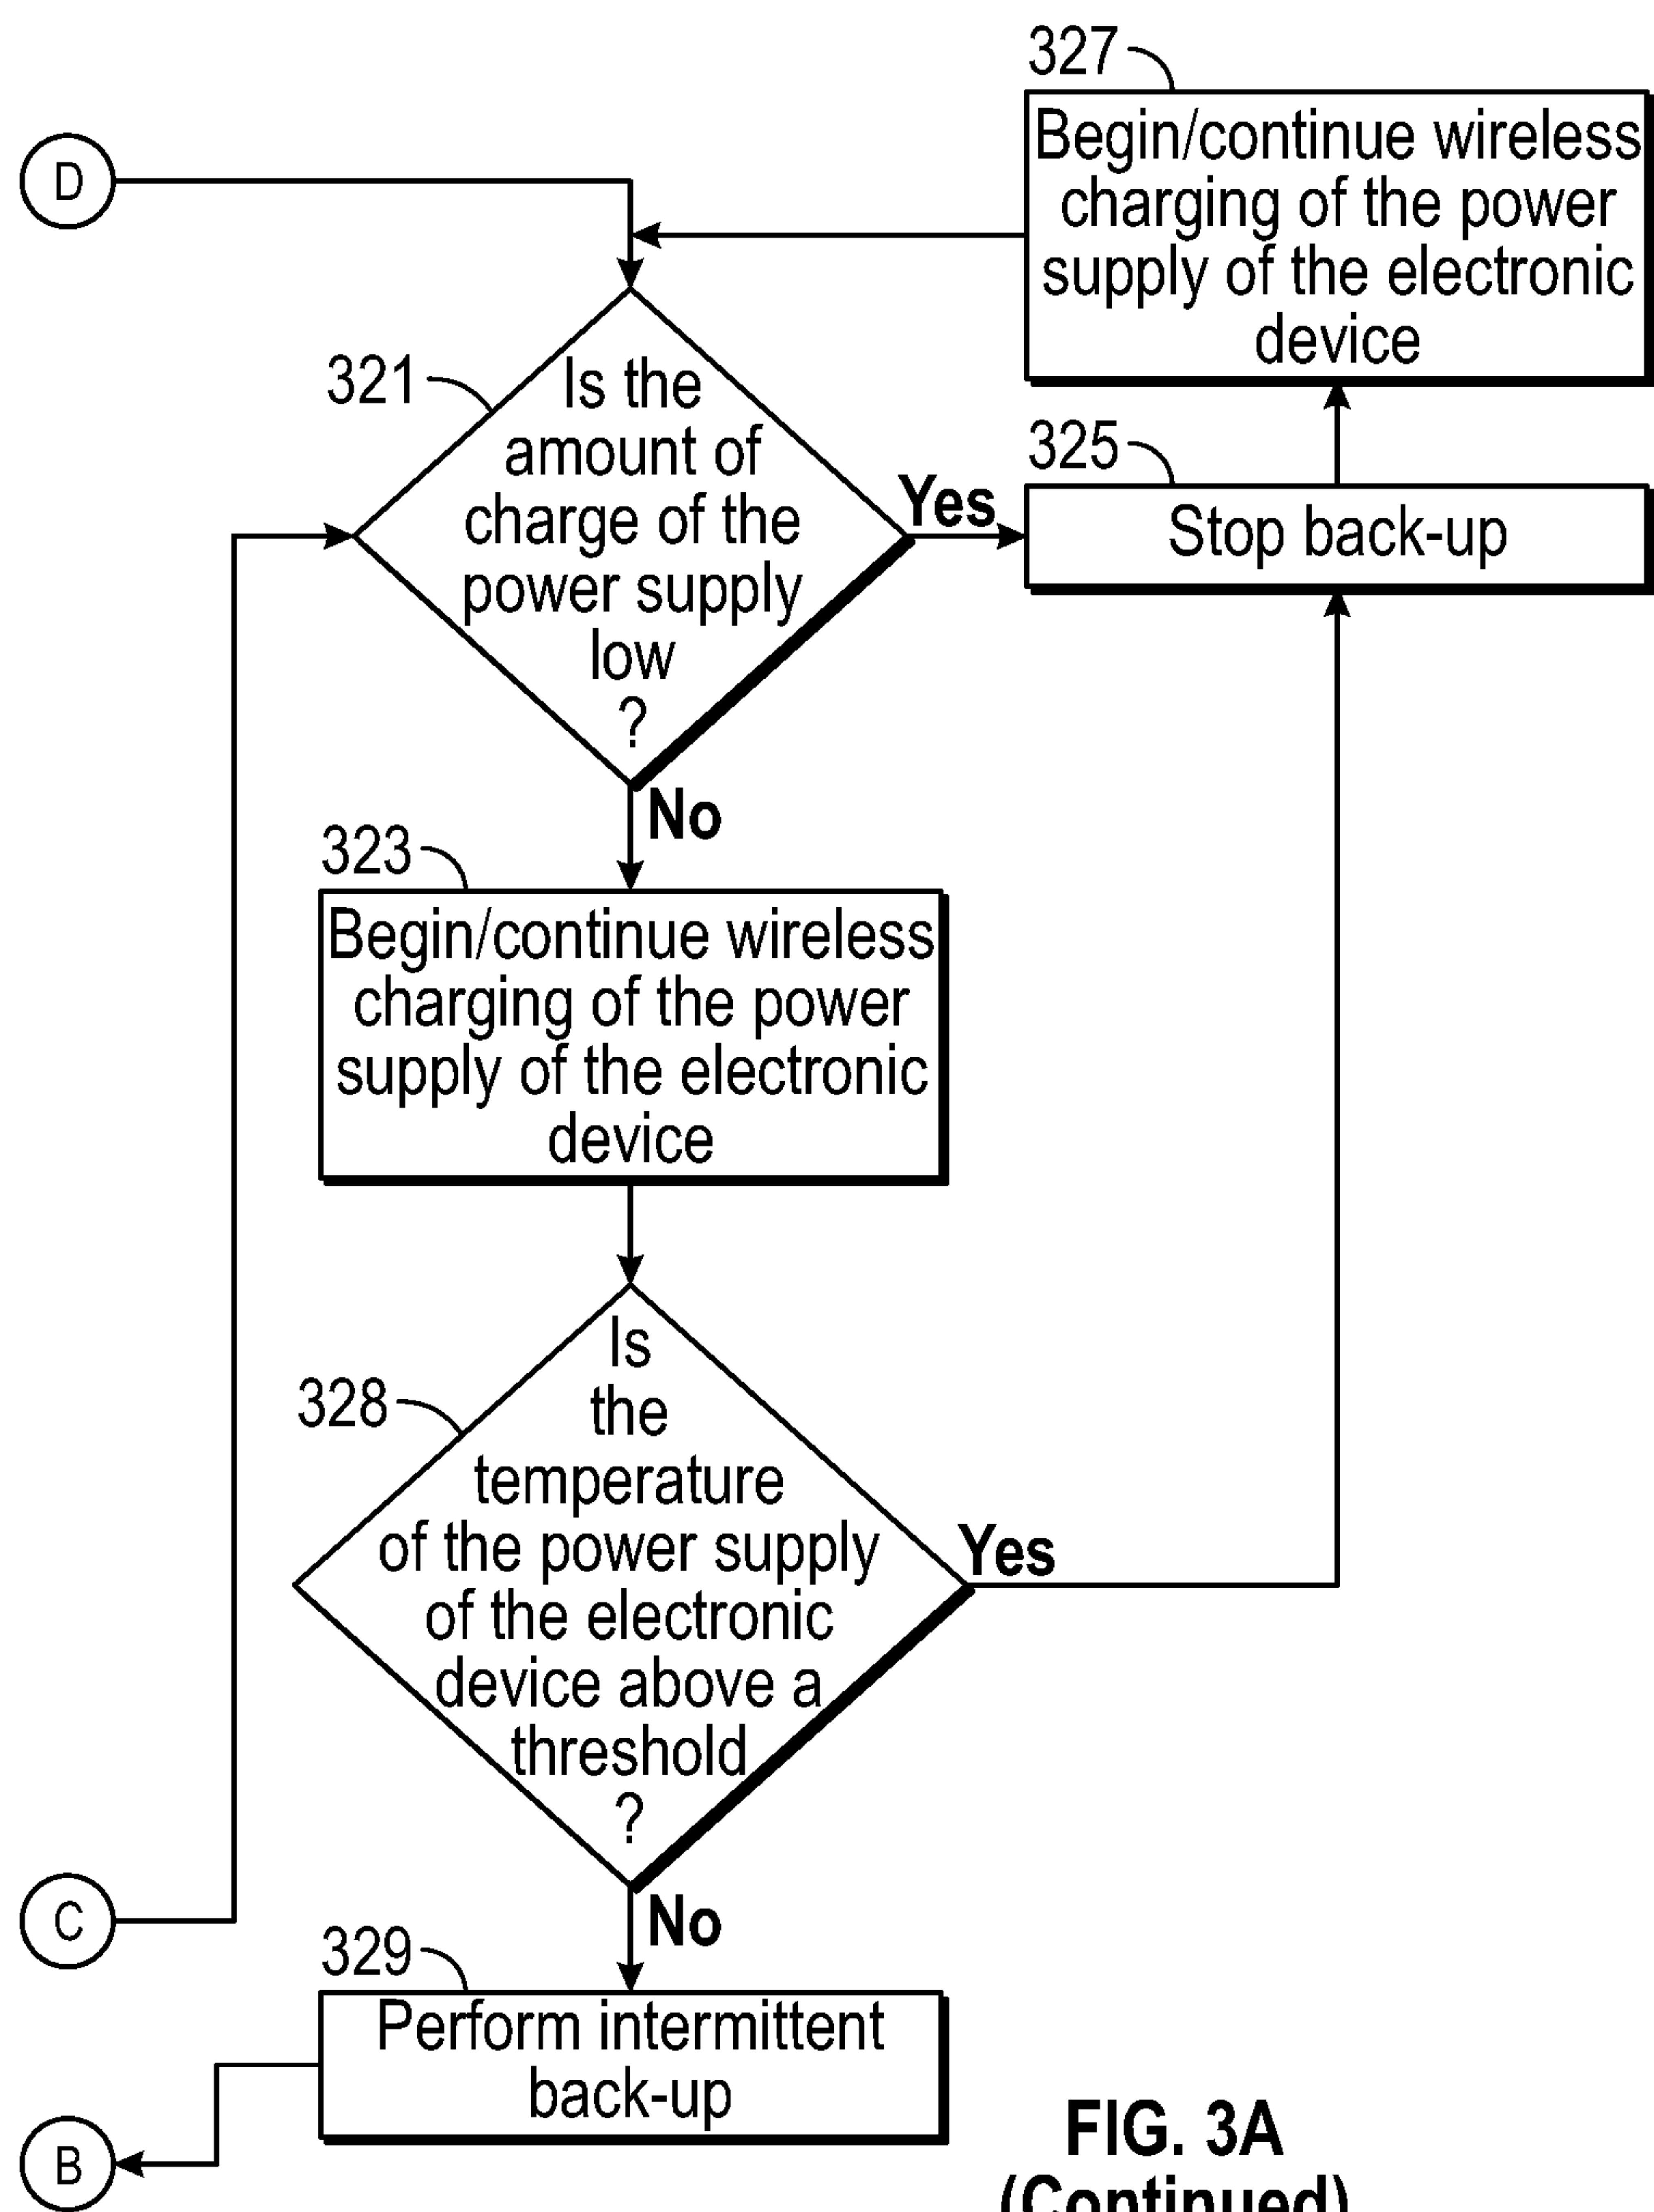 327
Begin/continue wireless
charging of the power
supply of the electronic
device
D
321
Is the
amount of
charge of the
power supply
low
?
Yes
325
Stop back-up
No
323
Begin/continue wireless
charging of the power
supply of the electronic
device
328
Is
the
temperature
of the power supply
of the electronic
device above a
threshold
?
Yes
C
No
329
Perform intermittent
back-up
B
FIG. 3A
(Continued)